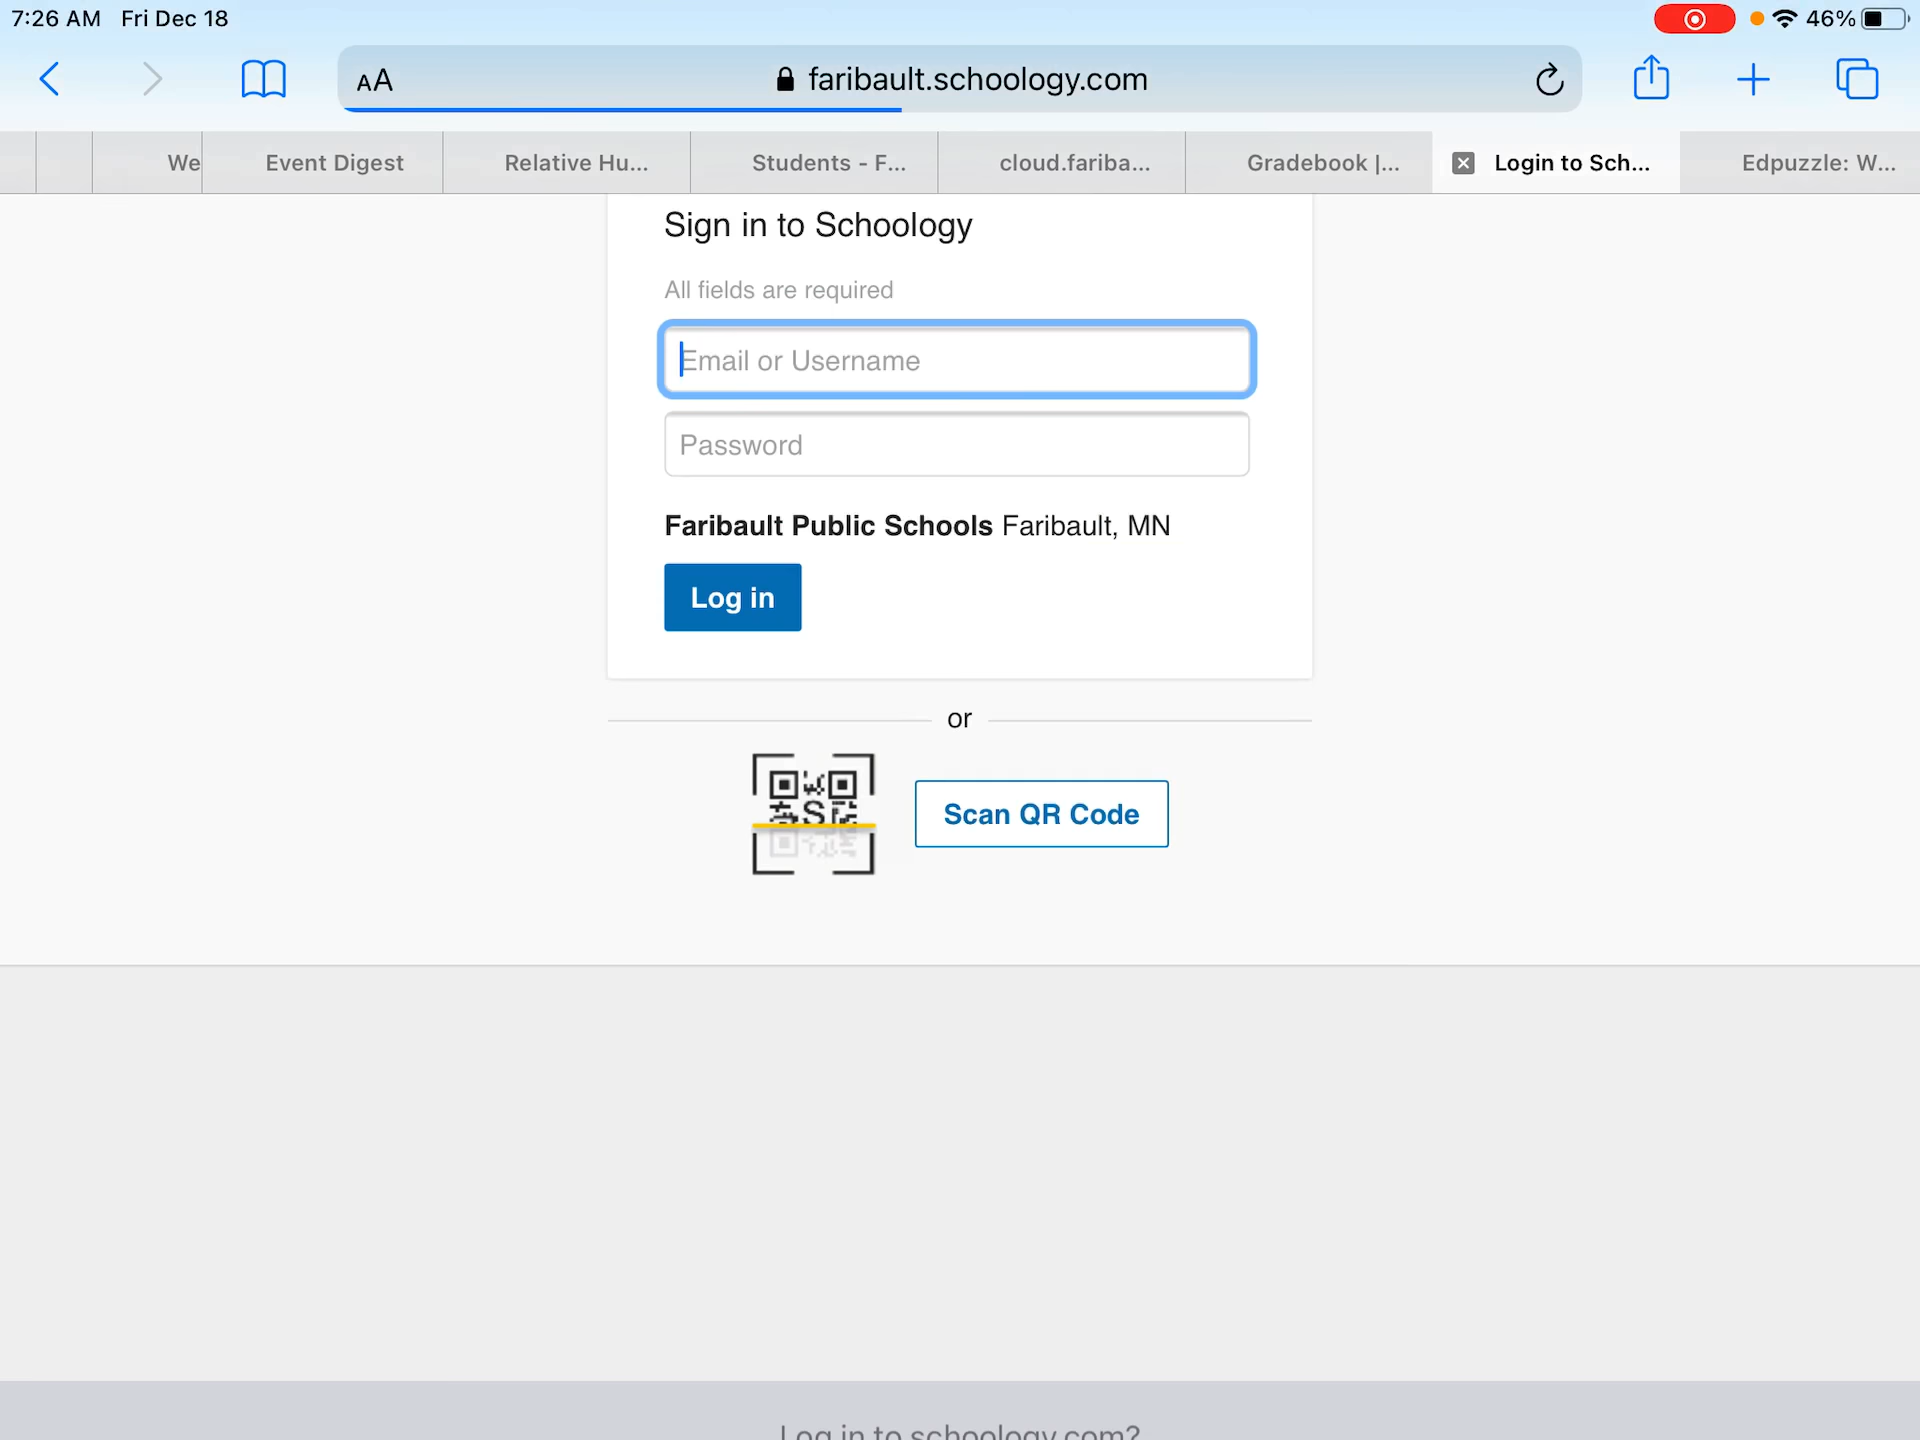 7:26 AM Fri Dec 18
46%
AA
faribault.schoology.com
We
Event Digest
Relative Hu...
Students - F...
cloud.fariba...
Gradebook |...
Login to Sch...
Edpuzzle: W...
Sign in to Schoology
All fields are required
Email or Username
Password
Faribault Public Schools Faribault, MN
Log in
or
Scan QR Code
Log in to schoology.com?